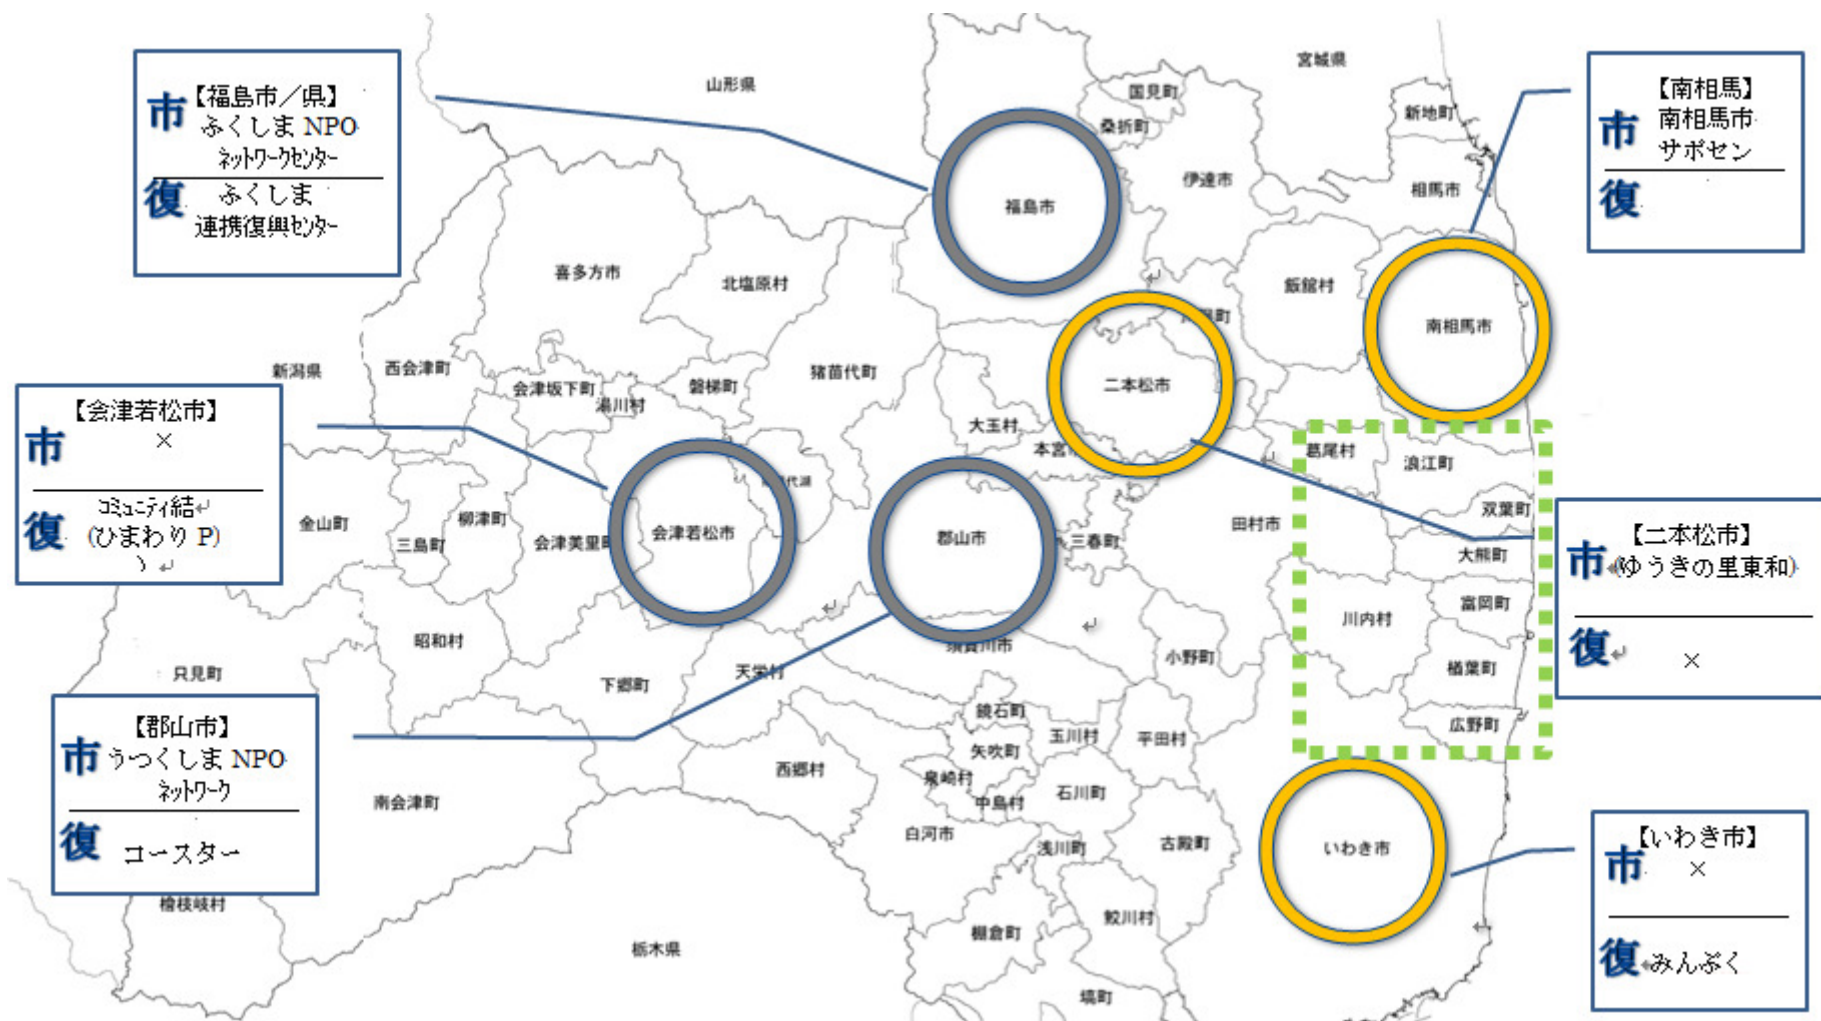 【福島市／県】
市
ふくしま NPO
ネットワークセンター
復
ふくしま
連携復興センター
【南相馬】
市
南相馬市
サポセン
復
【会津若松市】
市
×
復
コミュニティ結
(ひまわり P)
【二本松市】
市
(ゆうきの里東和)
復
×
【郡山市】
市
うつくしま NPO
ネットワーク
復
コースター
【いわき市】
市
×
復
みんぷく
山形県
宮城県
国見町
桑折町
新地町
伊達市
相馬市
福島市
喜多方市
北塩原村
飯舘村
南相馬市
新潟県
西会津町
会津坂下町
湯川村
磐梯町
猪苗代町
二本松市
大玉村
本宮
葛尾村
浪江町
双葉町
大熊町
金山町
三島町
柳津町
会津美里町
会津若松市
代湖
郡山市
三春町
田村市
川内村
富岡町
楢葉町
広野町
昭和村
只見町
下郷町
天栄村
須賀川市
小野町
鏡石町
玉川村
平田村
矢吹町
西郷村
泉崎村
中島村
石川町
南会津町
白河市
浅川町
古殿町
いわき市
檜枝岐村
栃木県
棚倉町
鮫川村
塙町